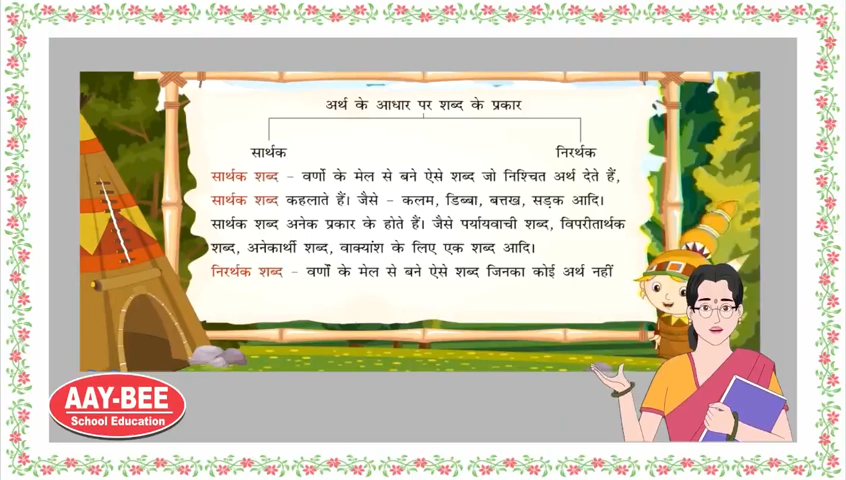 अर्थ के आधार पर शब्द के प्रकार
सार्थक निरर्थक
सार्थक शब्द – वर्णो के मेल से बने ऐसे शब्द जो निश्चित अर्थ देते हैं,
सार्थक शब्द कहलाते हैं। जैसे – कलम, डिब्बा, बत्तख, सड़क आदि।
सार्थक शब्द अनेक प्रकार के होते हैं। जैसे पर्यायवाची शब्द, विपरीतार्थक
शब्द, अनेकार्थी शब्द, वाक्यांश के लिए एक शब्द आदि।
निरर्थक शब्द – वर्णों के मेल से बने ऐसे शब्द जिनका कोई अर्थ नहीं
AAY-BEE
School Education